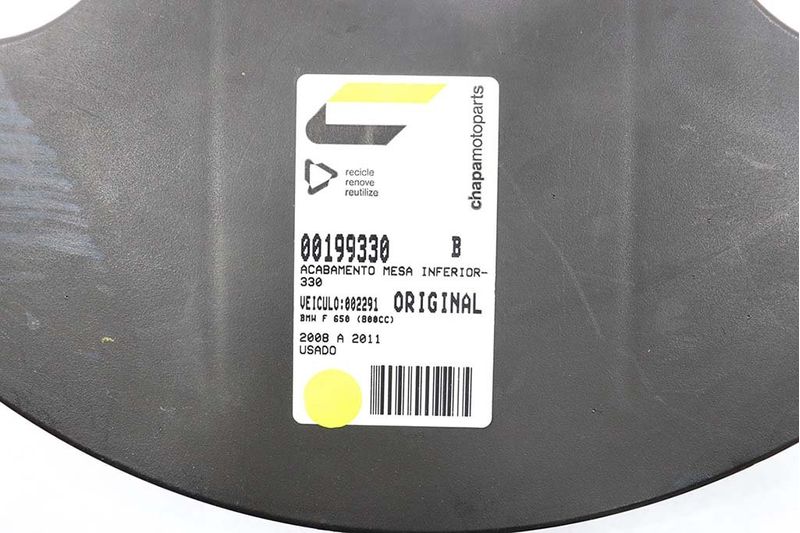 recicle
renove
reutilize
chapamotoparts
00199330 B
ACABAMENTO MESA INFERIOR-
330
VEICULO:002291 ORIGINAL
BMW F 650 (800CC)
2008 A 2011
USADO